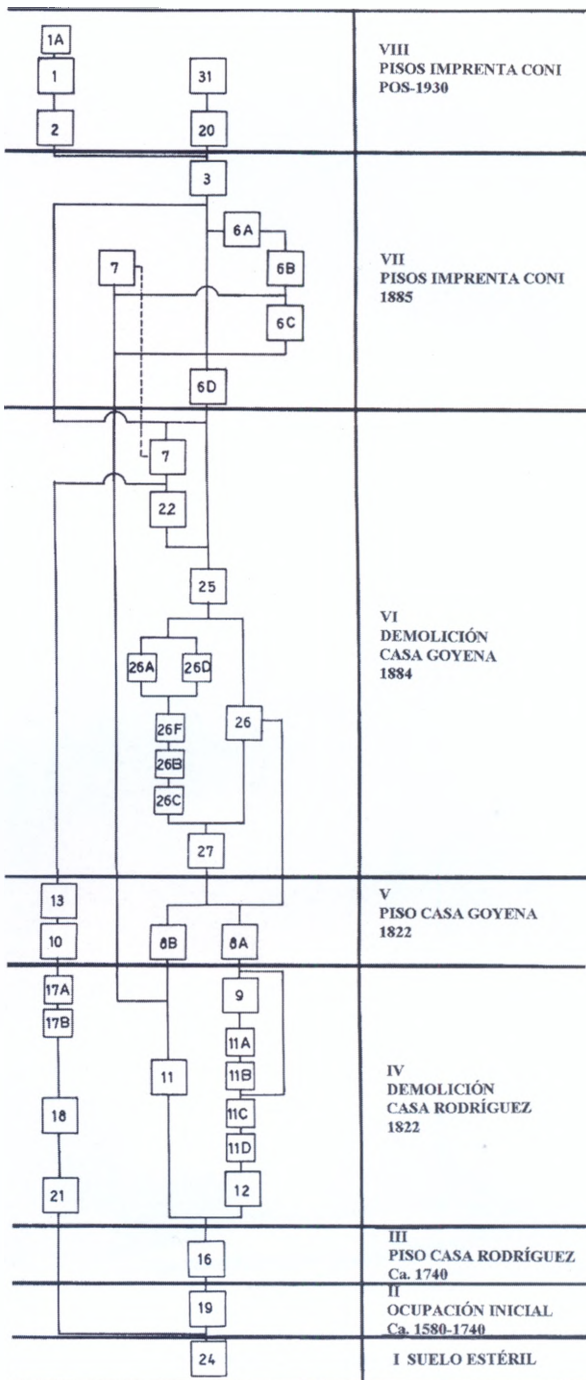 1A
1
31
2
20
VIII
PISOS IMPRENTA CONI
POS-1930
3
6A
7
6B
6C
6D
VII
PISOS IMPRENTA CONI
1885
7
22
25
26A
26D
26
26F
26B
26C
27
VI
DEMOLICIÓN
CASA GOYENA
1884
13
10
8B
8A
V
PISO CASA GOYENA
1822
17A
9
17B
11A
11
11B
18
11C
11D
21
12
IV
DEMOLICIÓN
CASA RODRÍGUEZ
1822
16
III
PISO CASA RODRÍGUEZ
Ca. 1740
19
II
OCUPACIÓN INICIAL
Ca. 1580-1740
24
I SUELO ESTÉRIL